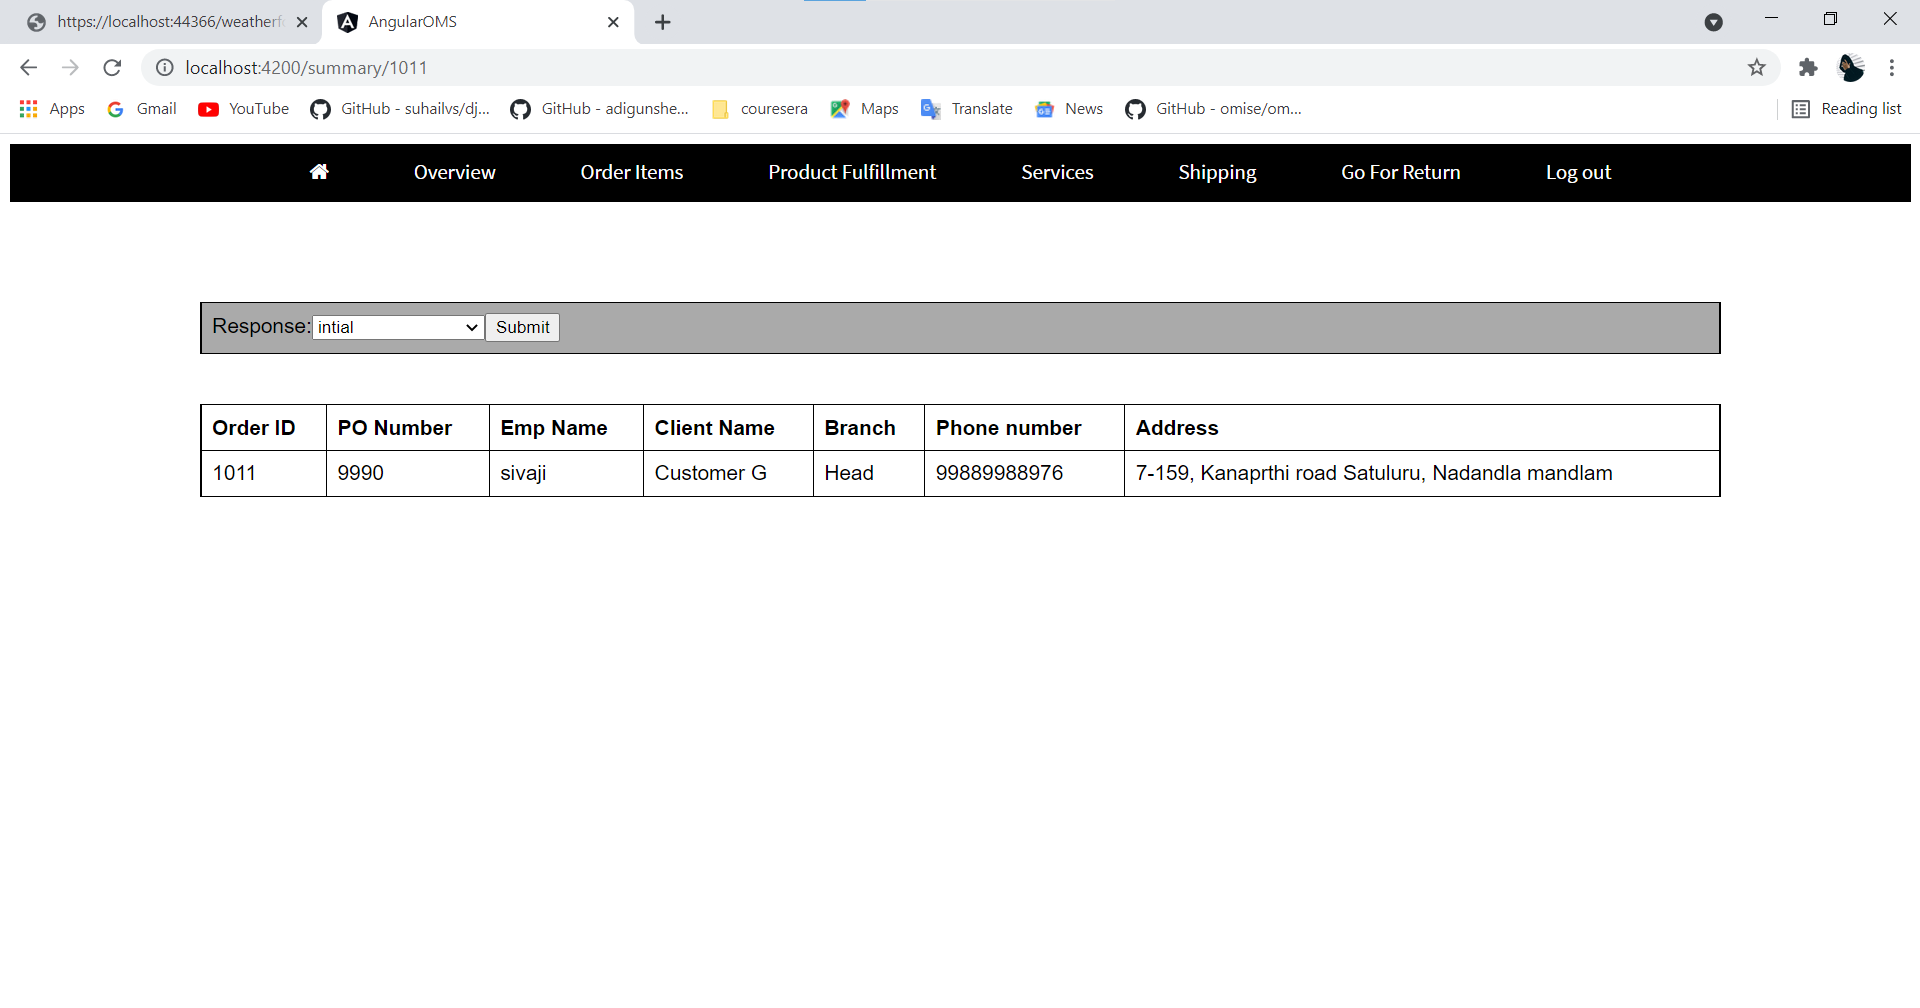 https://localhost:44366/weatherf
AngularOMS
localhost:4200/summary/1011
Apps Gmail YouTube GitHub - suhailvs/dj... GitHub - adigunshe... couresera Maps Translate News GitHub - omise/om... Reading list
Overview Order Items Product Fulfillment Services Shipping Go For Return Log out
Response: intial Submit
Order ID PO Number Emp Name Client Name Branch Phone number Address
1011 9990 sivaji Customer G Head 99889988976 7-159, Kanaprthi road Satuluru, Nadandla mandlam